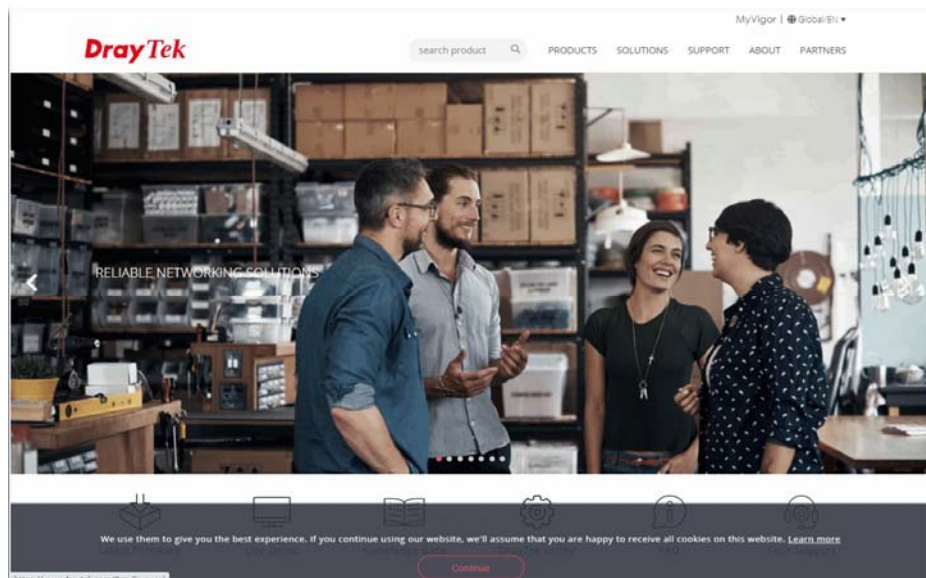 MyVigor | Global/EN
DrayTek
search product
PRODUCTS SOLUTIONS SUPPORT ABOUT PARTNERS
RELIABLE NETWORKING SOLUTIONS
We use them to give you the best experience. If you continue using our website, we'll assume that you are happy to receive all cookies on this website. Learn more
Continue